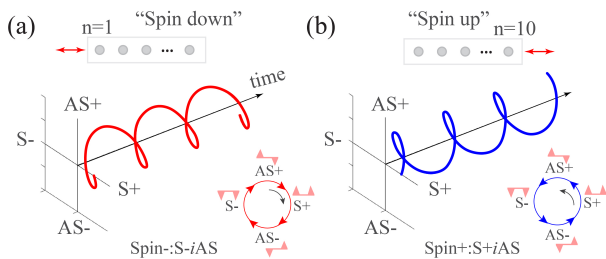 (a)
“Spin down”
n=1
time
AS+
S-
S+
AS-
AS+
S-
S+
AS-
Spin-:S-iAS
(b)
“Spin up”
n=10
AS+
S-
S+
AS-
AS+
S-
S+
AS-
Spin+:S+iAS